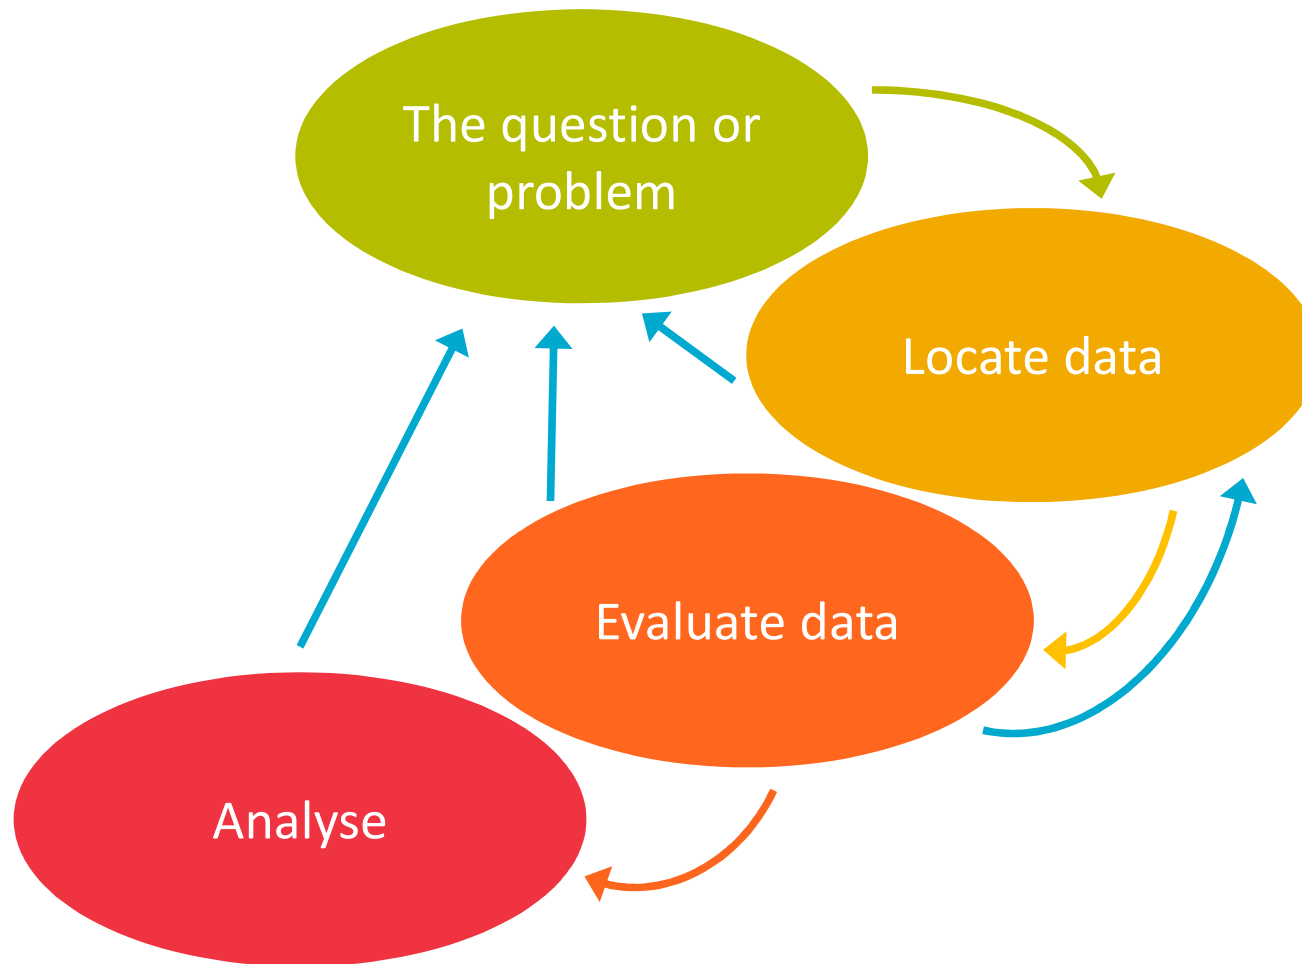 The question or
problem
Locate data
Evaluate data
Analyse